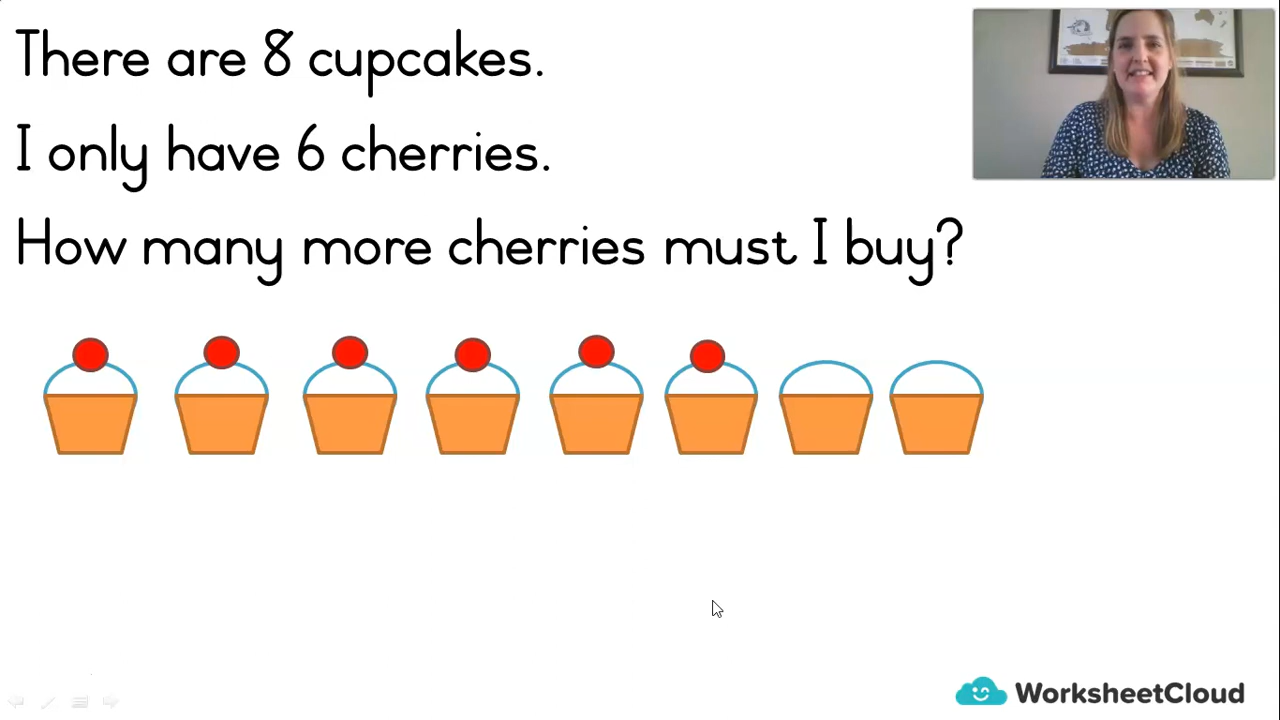 There are 8 cupcakes.
I only have 6 cherries.
How many more cherries must I buy?
WorksheetCloud